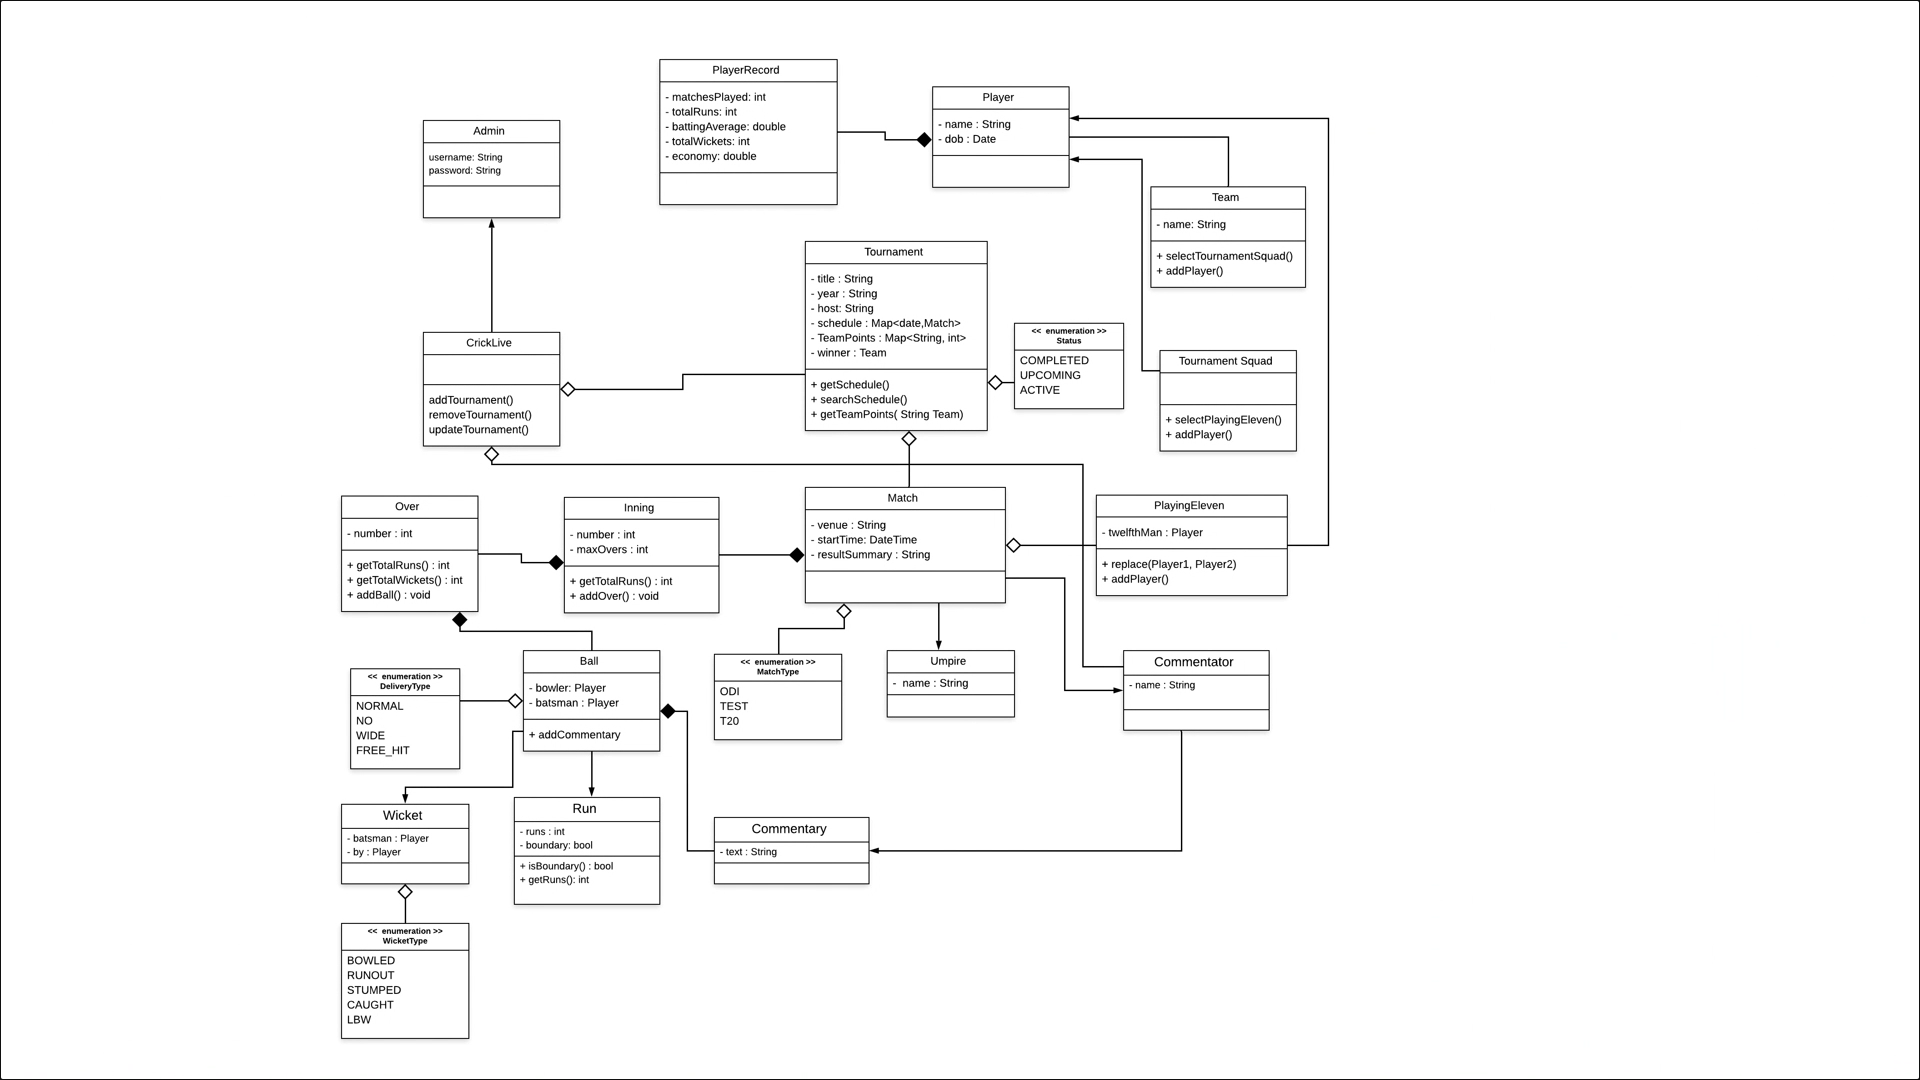 PlayerRecord
- matchesPlayed: int
- totalRuns: int
- battingAverage: double
- totalWickets: int
- economy: double
Player
- name : String
- dob : Date
Admin
username: String
password: String
Team
- name: String
+ selectTournamentSquad()
+ addPlayer()
Tournament
- title : String
- year : String
- host: String
- schedule : Map<date,Match>
- TeamPoints : Map<String, int>
- winner : Team
+ getSchedule()
+ searchSchedule()
+ getTeamPoints( String Team)
<< enumeration >>
Status
COMPLETED
UPCOMING
ACTIVE
CrickLive
addTournament()
removeTournament()
updateTournament()
Tournament Squad
+ selectPlayingEleven()
+ addPlayer()
Over
- number : int
+ getTotalRuns() : int
+ getTotalWickets() : int
+ addBall() : void
Inning
- number : int
- maxOvers : int
+ getTotalRuns() : int
+ addOver() : void
Match
- venue : String
- startTime: DateTime
- resultSummary : String
PlayingEleven
- twelfthMan : Player
+ replace(Player1, Player2)
+ addPlayer()
<< enumeration >>
DeliveryType
NORMAL
NO
WIDE
FREE_HIT
Ball
- bowler: Player
- batsman : Player
+ addCommentary
<< enumeration >>
MatchType
ODI
TEST
T20
Umpire
- name : String
Commentator
- name : String
Wicket
- batsman : Player
- by : Player
Run
- runs : int
- boundary: bool
+ isBoundary() : bool
+ getRuns(): int
Commentary
- text : String
<< enumeration >>
WicketType
BOWLED
RUNOUT
STUMPED
CAUGHT
LBW